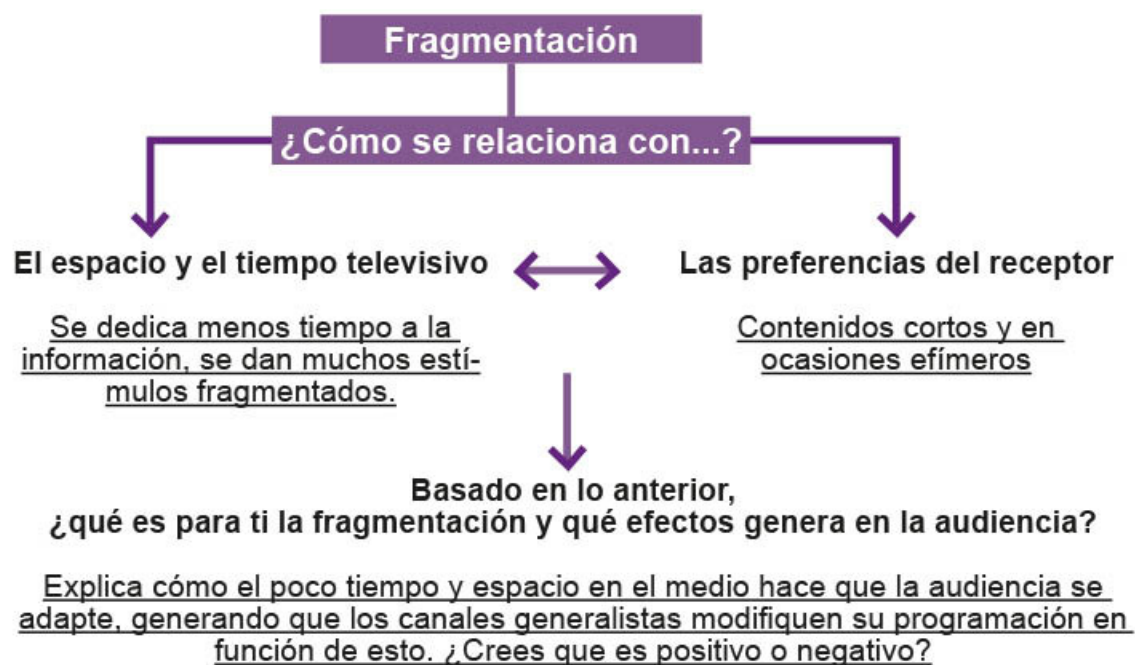 Fragmentación
¿Cómo se relaciona con...?
El espacio y el tiempo televisivo
Se dedica menos tiempo a la
información, se dan muchos estí-
mulos fragmentados.
Las preferencias del receptor
Contenidos cortos y en
ocasiones efímeros
Basado en lo anterior,
¿qué es para ti la fragmentación y qué efectos genera en la audiencia?
Explica cómo el poco tiempo y espacio en el medio hace que la audiencia se
adapte, generando que los canales generalistas modifiquen su programación en
función de esto. ¿Crees que es positivo o negativo?